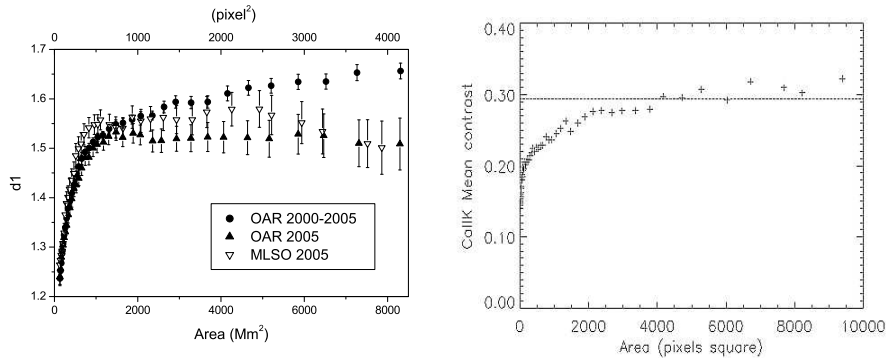 (pixel²)
0 1000 2000 3000 4000
1.7
1.6
1.5
1.4
1.3
1.2
d1
OAR 2000-2005
OAR 2005
MLSO 2005
0 2000 4000 6000 8000
Area (Mm²)
0.40
0.30
0.20
0.10
0.00
CaIIK Mean contrast
0 2000 4000 6000 8000 10000
Area (pixels square)